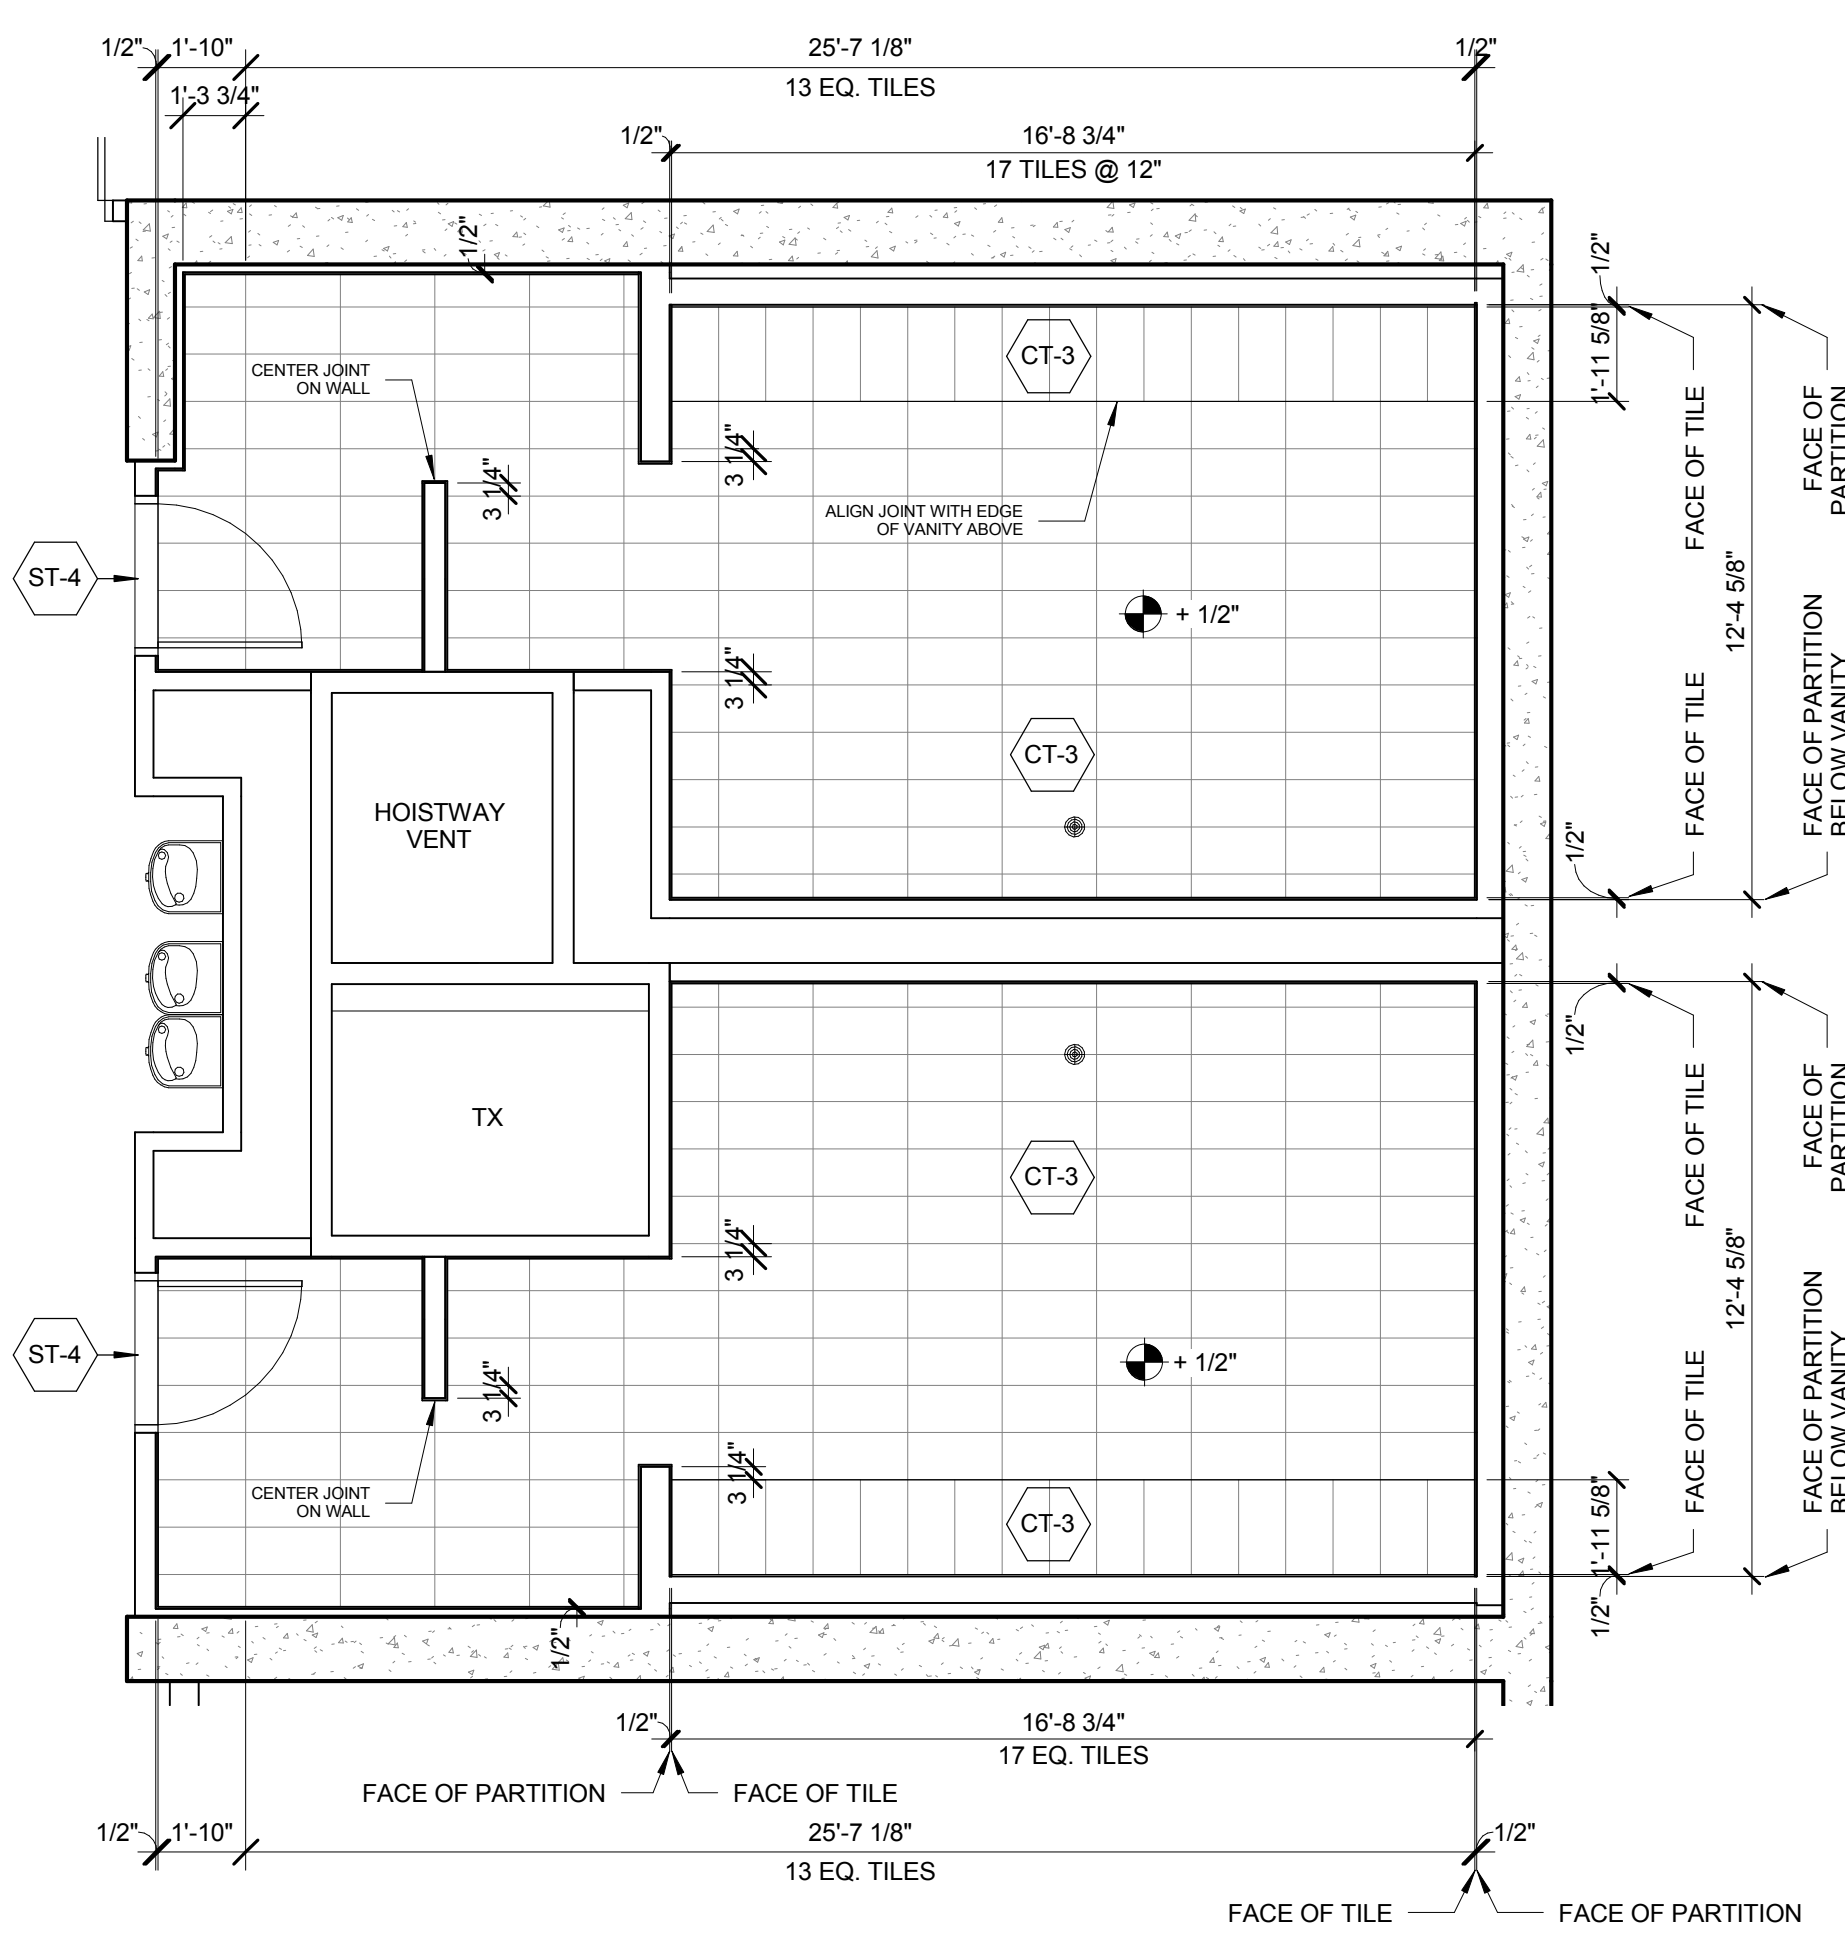 1/2" 1'-10" 25'-7 1/8" 1/2"
13 EQ. TILES
1'-3 3/4"
1/2" 16'-8 3/4"
17 TILES @ 12"
1/2"
1/2"
1'-11 5/8"
CT-3
CENTER JOINT
ON WALL
3 1/4"
3 1/4"
ALIGN JOINT WITH EDGE
OF VANITY ABOVE
FACE OF TILE
FACE OF
PARTITION
ST-4
+ 1/2"
12'-4 5/8"
3 1/4"
CT-3
HOISTWAY
VENT
FACE OF TILE
FACE OF PARTITION
BELOW VANITY
1/2"
1/2"
TX
CT-3
FACE OF TILE
FACE OF
PARTITION
3 1/4"
12'-4 5/8"
ST-4
+ 1/2"
3 1/4"
3 1/4"
CENTER JOINT
ON WALL
CT-3
FACE OF TILE
FACE OF PARTITION
BELOW VANITY
1'-11 5/8"
1/2"
1/2"
1/2" 16'-8 3/4"
17 EQ. TILES
FACE OF PARTITION FACE OF TILE
1/2" 1'-10" 25'-7 1/8" 1/2"
13 EQ. TILES
FACE OF TILE FACE OF PARTITION